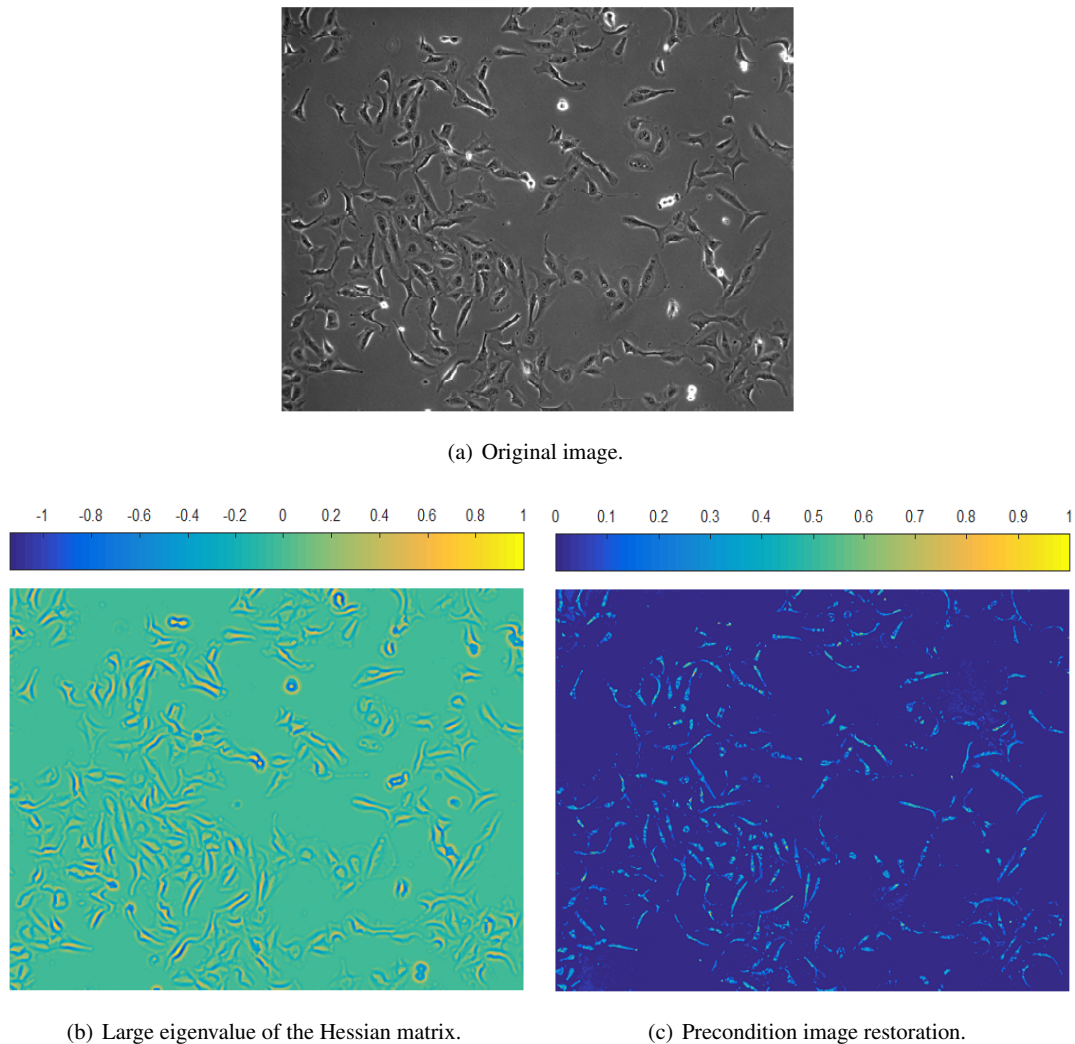 (a) Original image.
-1 -0.8 -0.6 -0.4 -0.2 0 0.2 0.4 0.6 0.8 1
0 0.1 0.2 0.3 0.4 0.5 0.6 0.7 0.8 0.9 1
(b) Large eigenvalue of the Hessian matrix.
(c) Precondition image restoration.